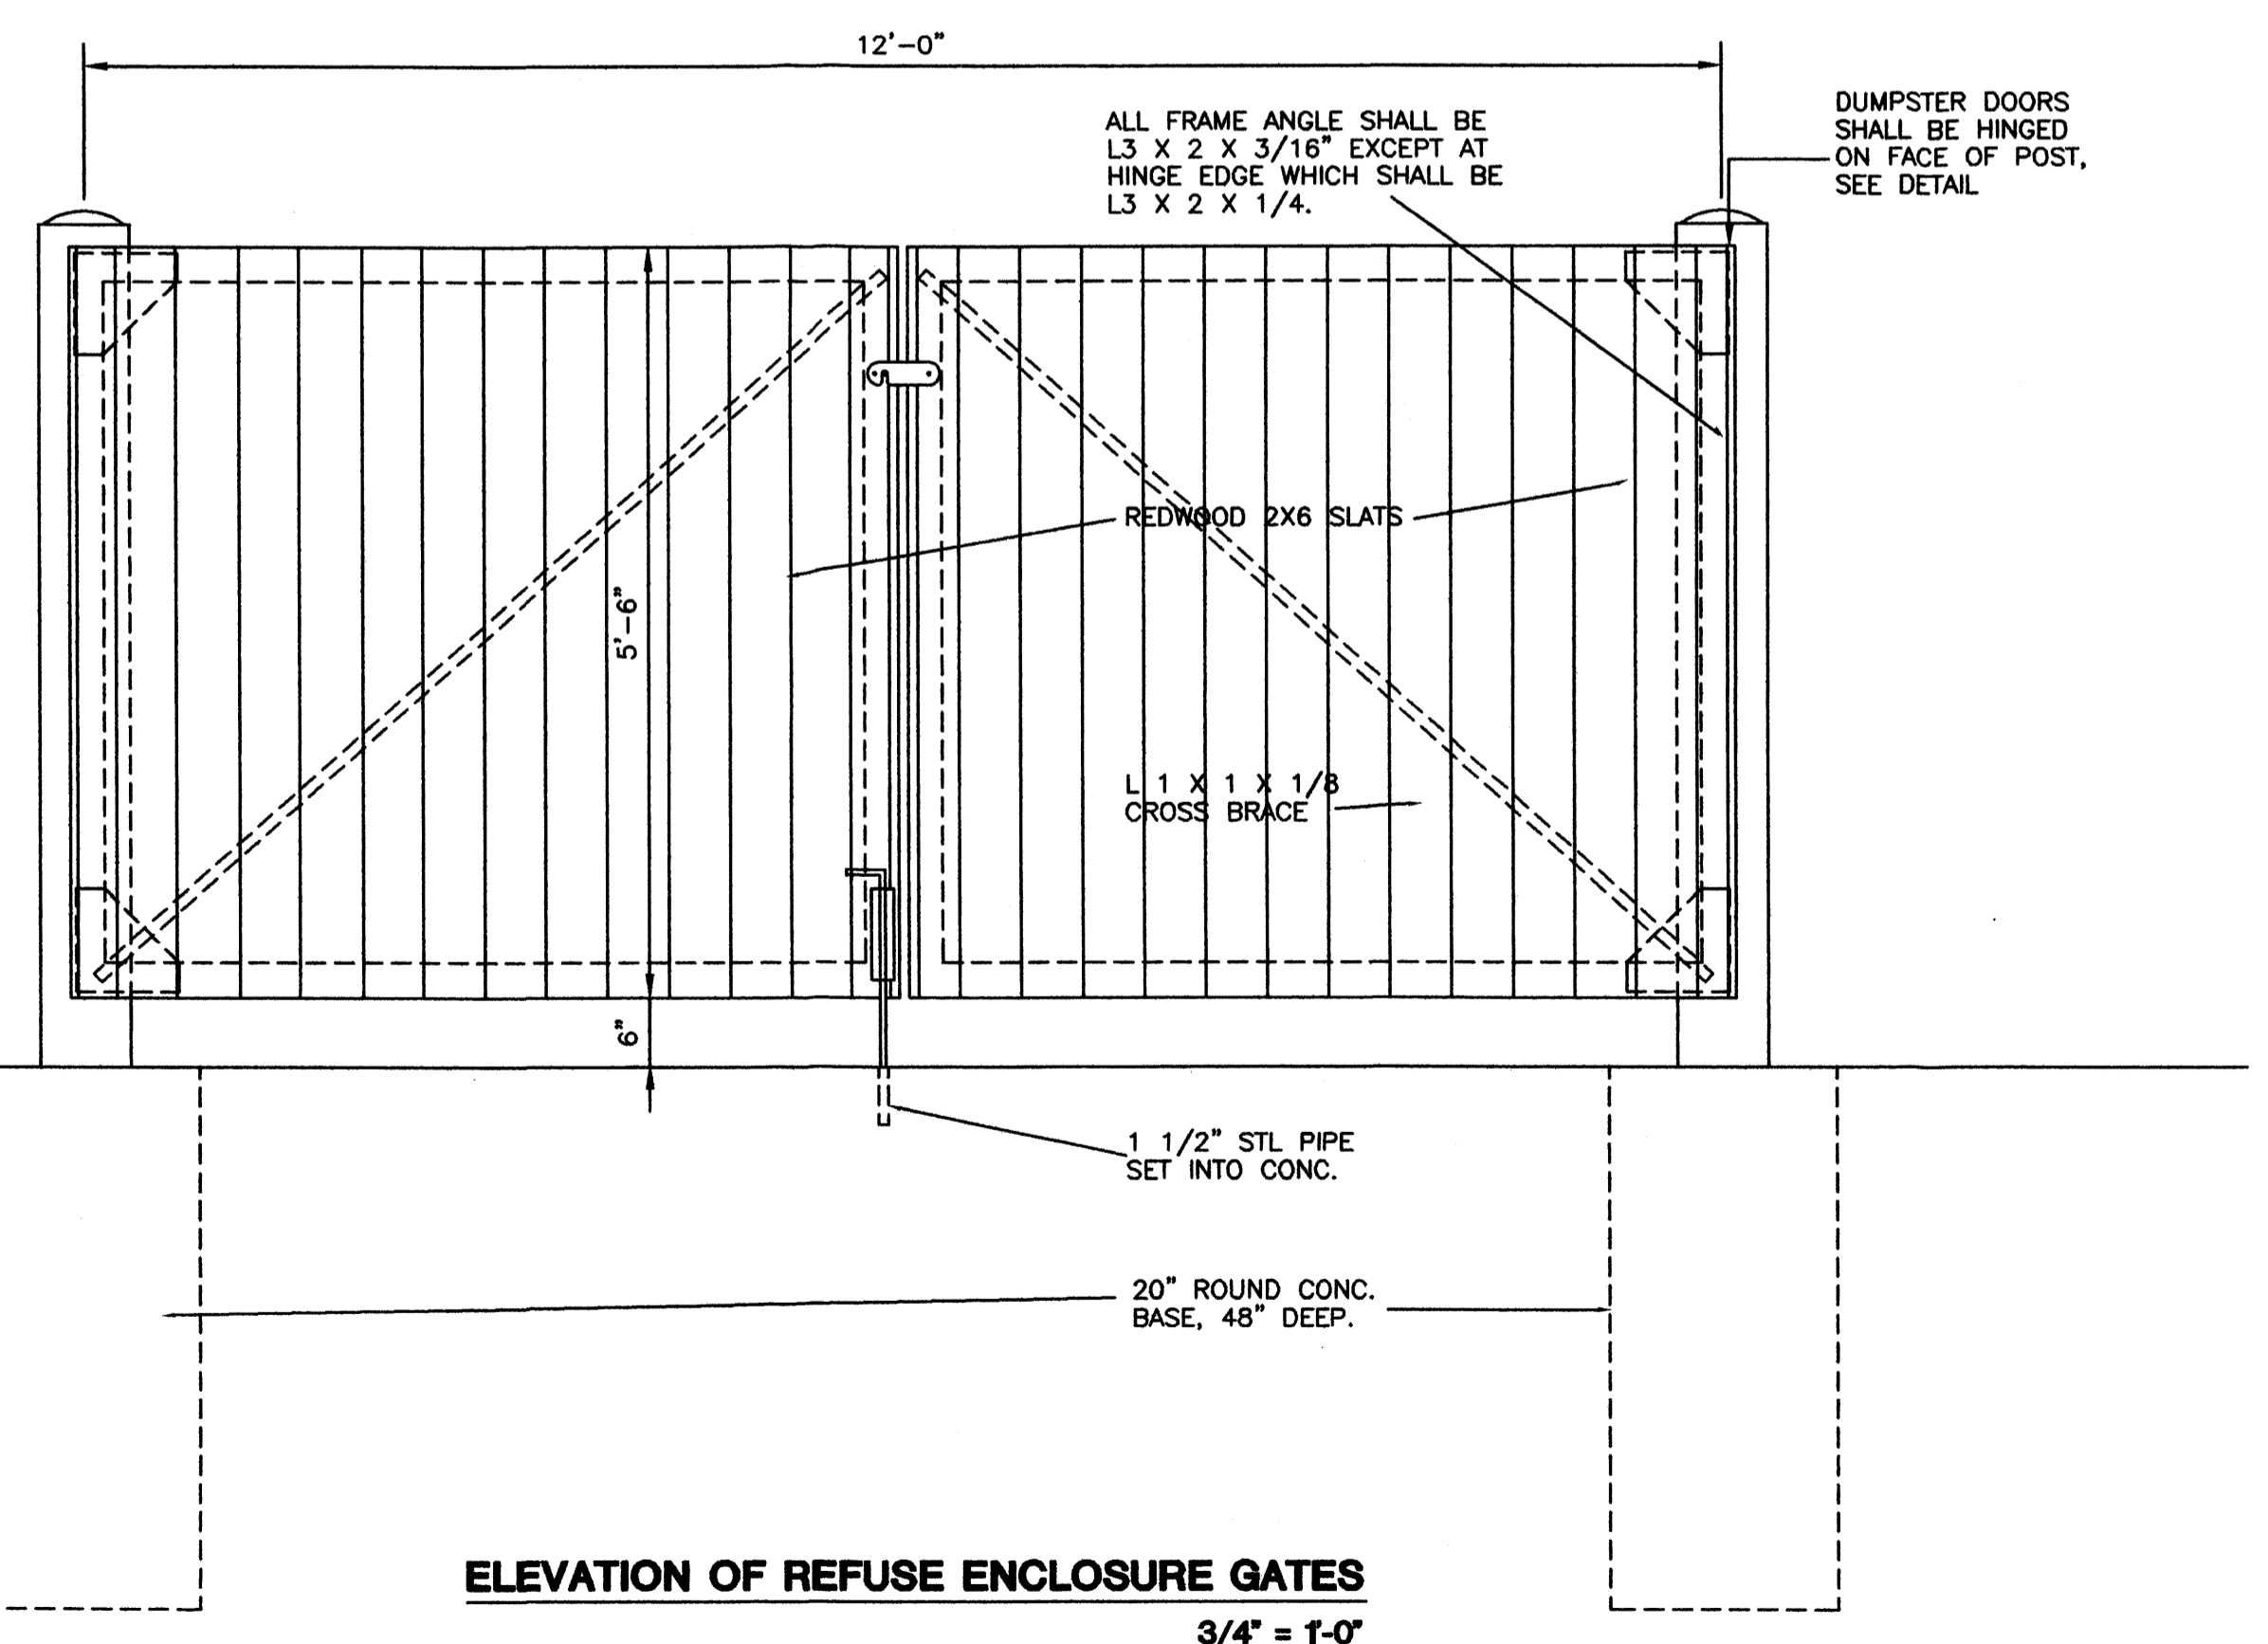 12'-0"
ALL FRAME ANGLE SHALL BE
L3 X 2 X 3/16" EXCEPT AT
HINGE EDGE WHICH SHALL BE
L3 X 2 X 1/4.
DUMPSTER DOORS
SHALL BE HINGED
ON FACE OF POST,
SEE DETAIL
REDWOOD 2X6 SLATS
5'-6"
L 1 X 1 X 1/8
CROSS BRACE
6"
1 1/2" STL PIPE
SET INTO CONC.
20" ROUND CONC.
BASE, 48" DEEP.
ELEVATION OF REFUSE ENCLOSURE GATES
3/4" = 1'-0"